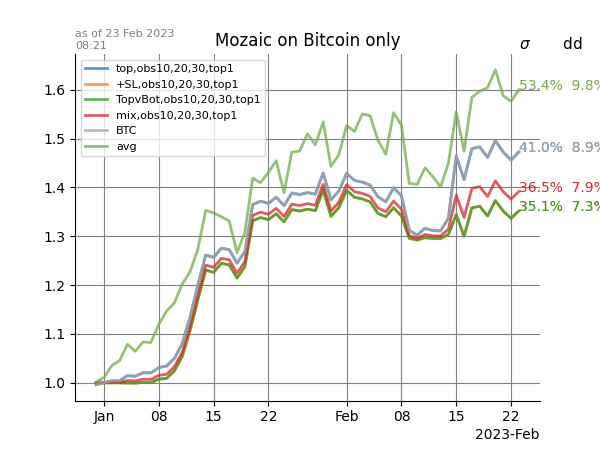 as of 23 Feb 2023
08:21
Mozaic on Bitcoin only
σ dd
top,obs10,20,30,top1
+SL,obs10,20,30,top1
TopvBot,obs10,20,30,top1
mix,obs10,20,30,top1
BTC
avg
1.6
1.5
1.4
1.3
1.2
1.1
1.0
53.4% 9.8%
41.0% 8.9%
36.5% 7.9%
35.1% 7.3%
Jan 08 15 22 Feb 08 15 22
2023-Feb